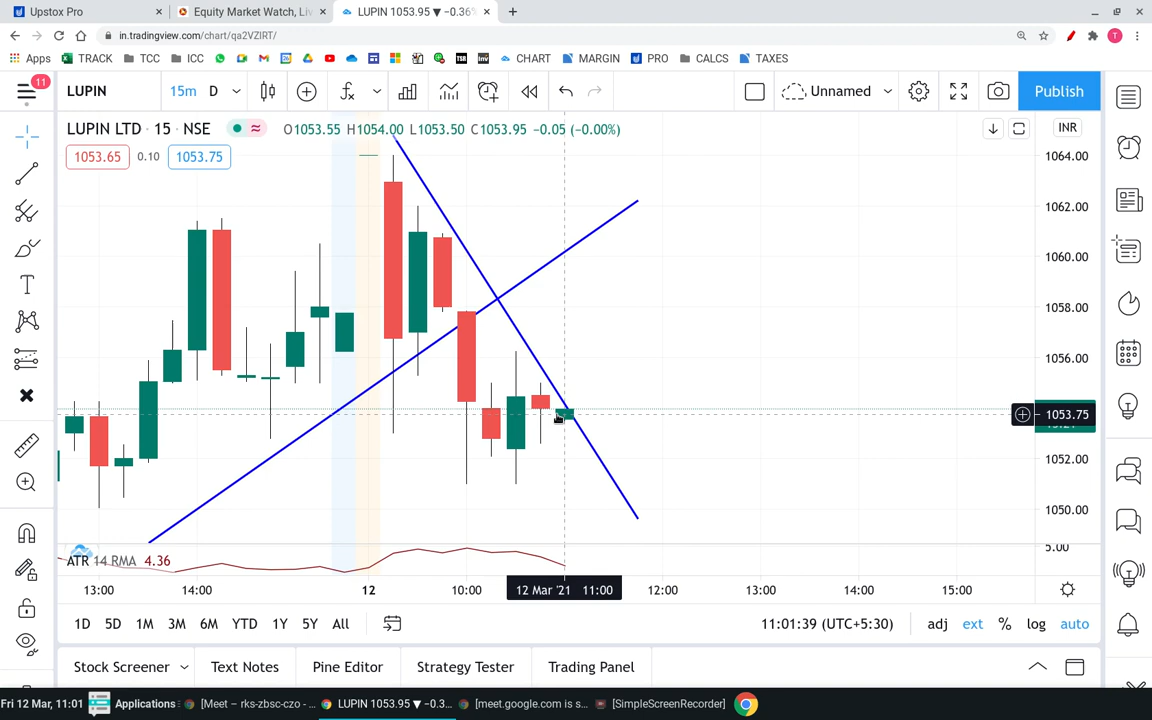 Upstox Pro
Equity Market Watch, Li
LUPIN 1053.95 ▼ −0.36%
in.tradingview.com/chart/qa2VZIRT/
Apps TRACK TCC ICC CHART MARGIN PRO CALCS TAXES
11
LUPIN 15m D Unnamed Publish
LUPIN LTD · 15 · NSE O1053.55 H1054.00 L1053.50 C1053.95 −0.05 (−0.00%) INR
1053.65 0.10 1053.75
1064.00
1062.00
1060.00
1058.00
1056.00
1053.75
1052.00
1050.00
5.00
ATR 14 RMA 4.36
13:00 14:00 12 10:00 12 Mar '21 11:00 12:00 13:00 14:00 15:00
1D 5D 1M 3M 6M YTD 1Y 5Y All 11:01:39 (UTC+5:30) adj ext % log auto
Stock Screener Text Notes Pine Editor Strategy Tester Trading Panel
Fri 12 Mar, 11:01 Applications [Meet – rks-zbsc-czo - ... LUPIN 1053.95 ▼ −0.3... [meet.google.com is s... [SimpleScreenRecorder]